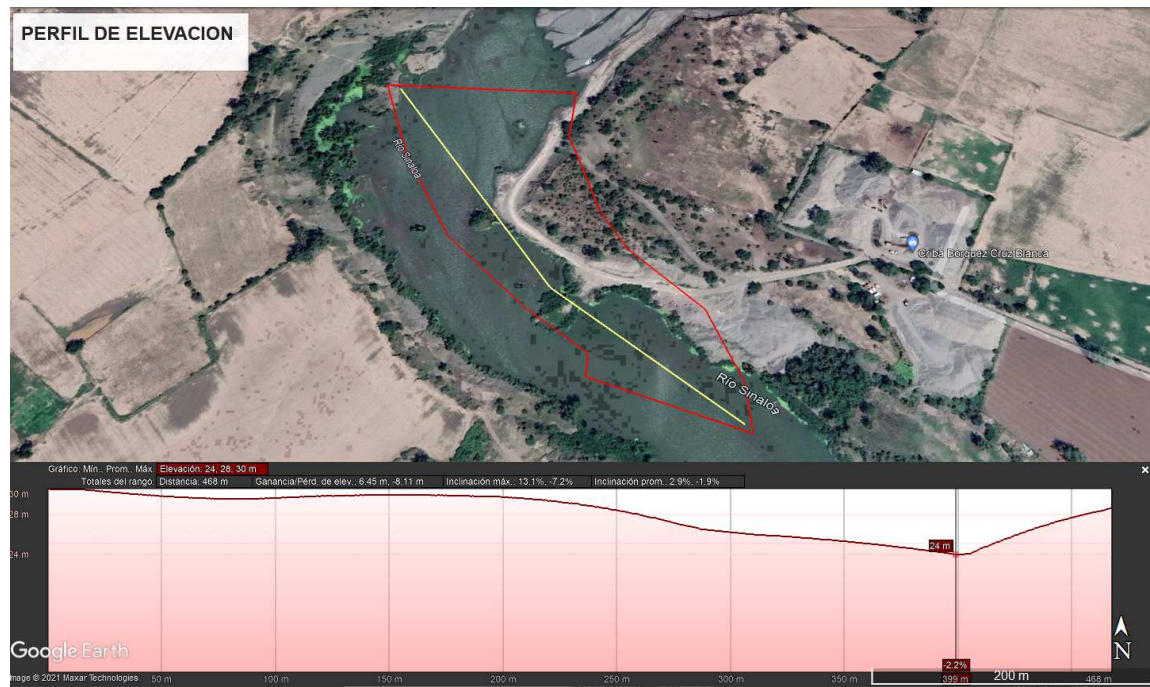 PERFIL DE ELEVACION
Río Sinaloa
Criba Borquez Cruz Blanca
Río Sinaloa
Gráfico: Mín., Prom., Máx. Elevación: 24, 28, 30 m
Totales del rango: Distancia: 468 m Ganancia/Pérd. de elev.: 6.45 m, -8.11 m Inclinación máx.: 13.1%, -7.2% Inclinación prom.: 2.9%, -1.9%
30 m
28 m
24 m
24 m
N
Google Earth
-2.2%
200 m
Image © 2021 Maxar Technologies
50 m 100 m 150 m 200 m 250 m 300 m 350 m 399 m 468 m